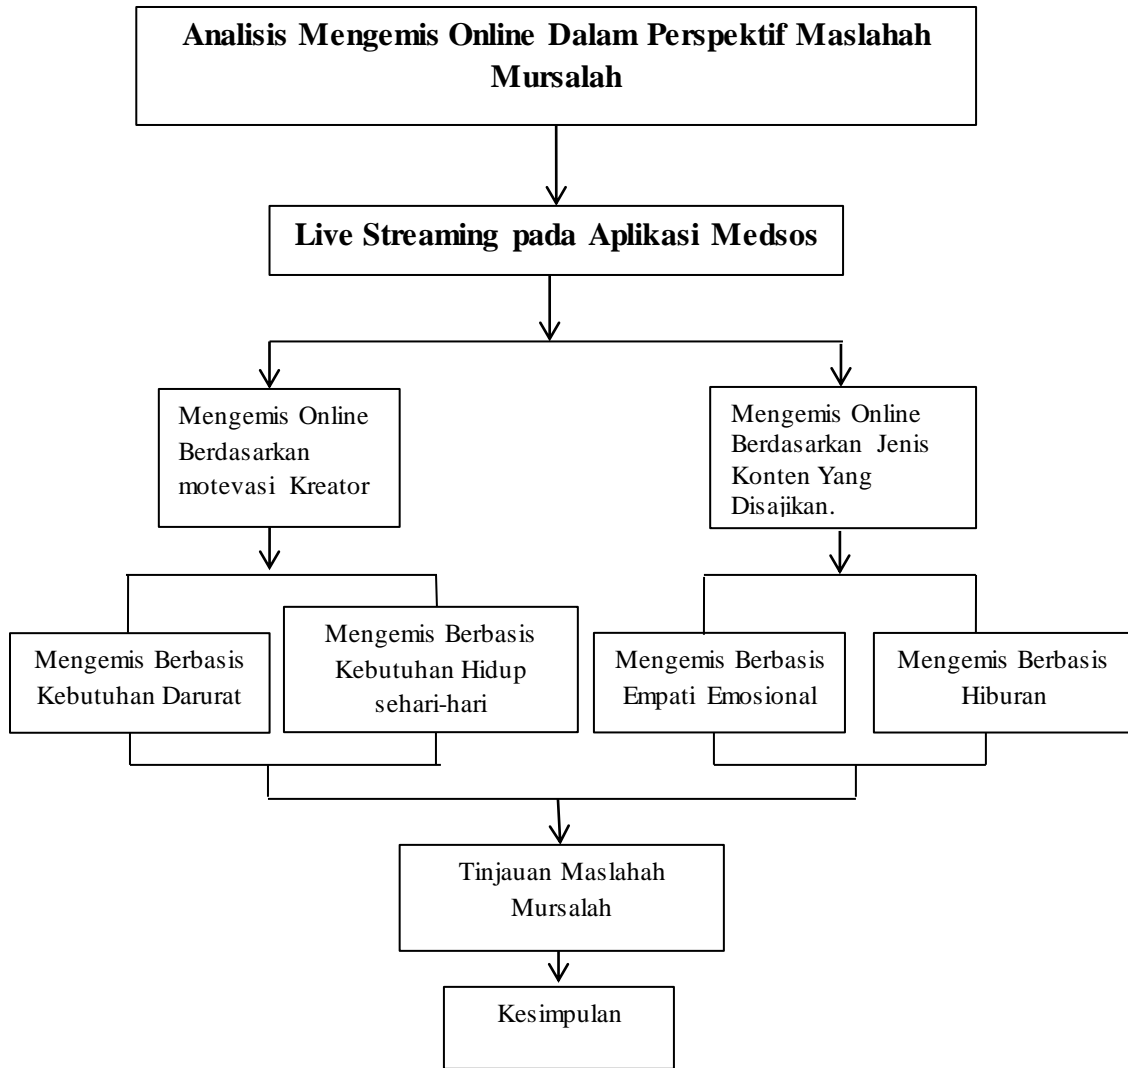 Analisis Mengemis Online Dalam Perspektif Maslahah
Mursalah
Live Streaming pada Aplikasi Medsos
Mengemis Online
Berdasarkan
motevasi Kreator
Mengemis Online
Berdasarkan Jenis
Konten Yang
Disajikan.
Mengemis Berbasis
Kebutuhan Darurat
Mengemis Berbasis
Kebutuhan Hidup
sehari-hari
Mengemis Berbasis
Empati Emosional
Mengemis Berbasis
Hiburan
Tinjauan Maslahah
Mursalah
Kesimpulan